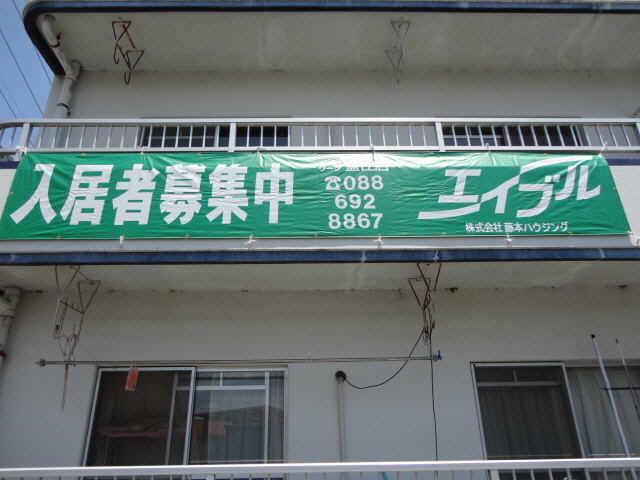 入居者募集中
☎088
692
8867
エイブル
株式会社 藤本ハウジング